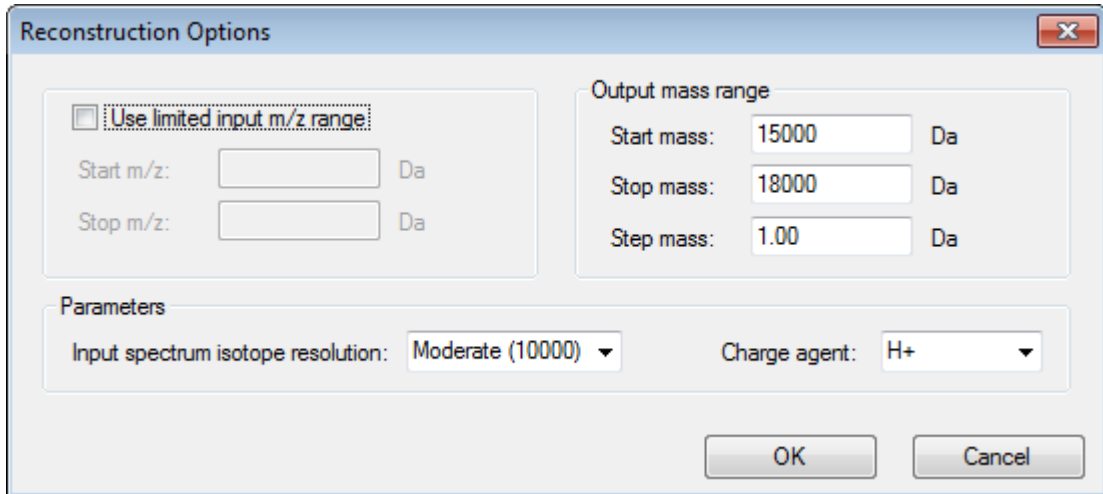 Reconstruction Options
Use limited input m/z range
Start m/z: Da
Stop m/z: Da
Output mass range
Start mass: 15000 Da
Stop mass: 18000 Da
Step mass: 1.00 Da
Parameters
Input spectrum isotope resolution: Moderate (10000) Charge agent: H+
OK Cancel